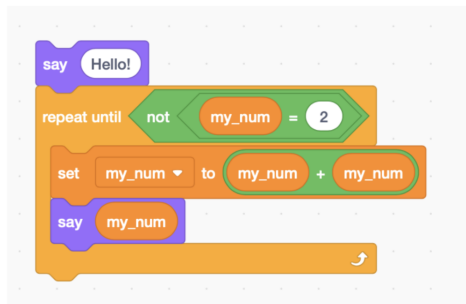 say Hello!
repeat until not my_num = 2
set my_num to my_num + my_num
say my_num